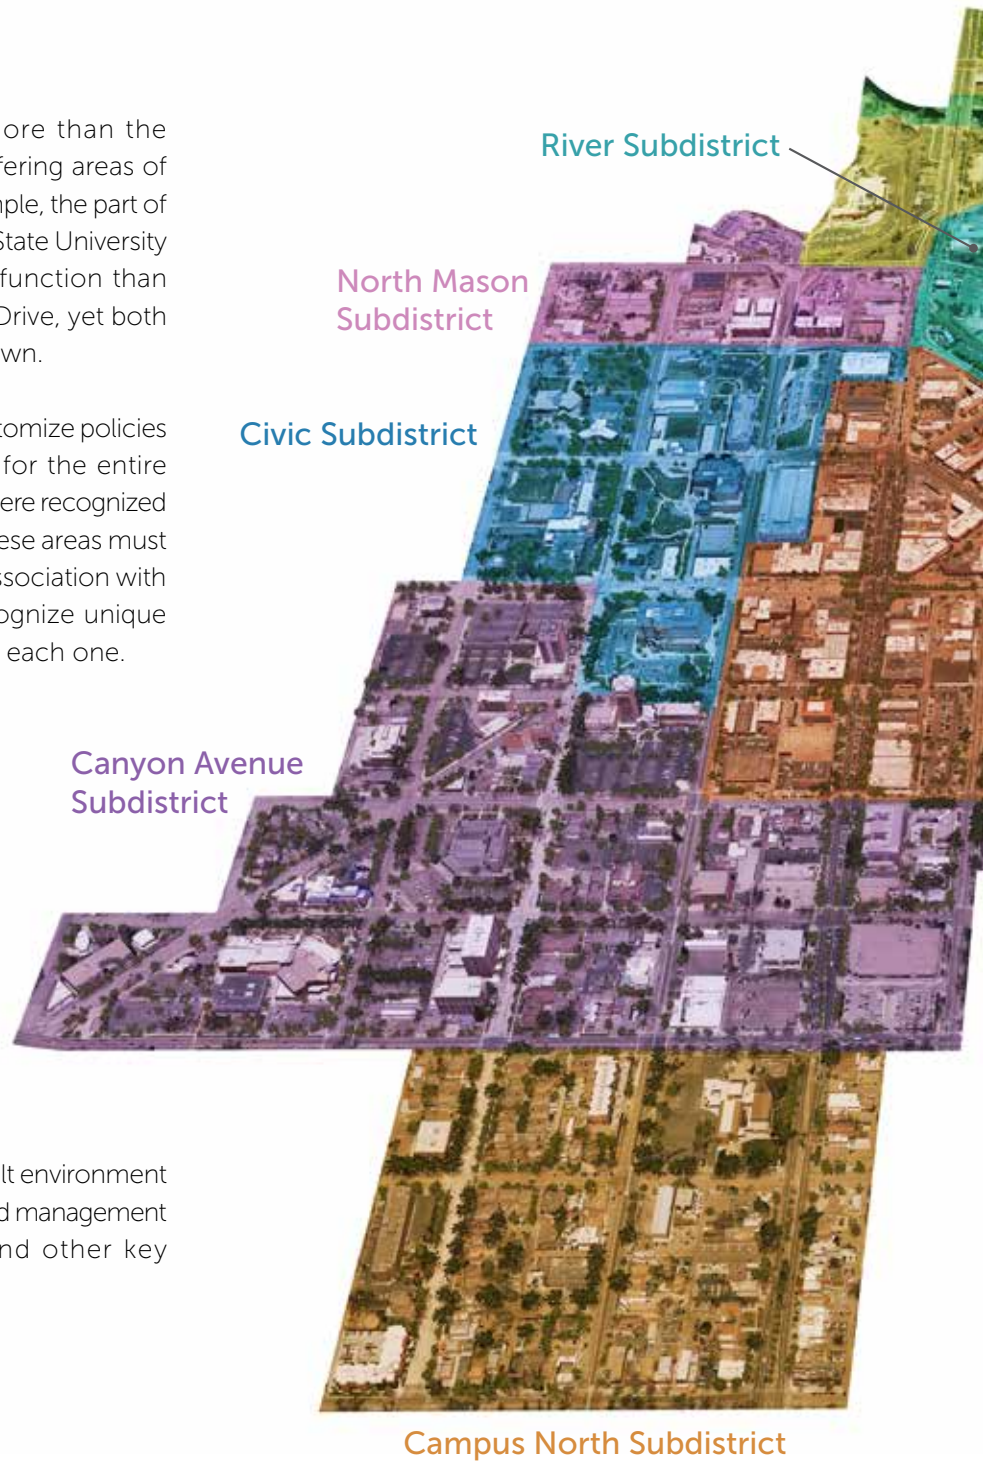 ore than the
fering areas of
ple, the part of
State University
function than
Drive, yet both
wn.
tomize policies
for the entire
ere recognized
ese areas must
ssociation with
ognize unique
each one.
lt environment
d management
nd other key
River Subdistrict
North Mason
Subdistrict
Civic Subdistrict
Canyon Avenue
Subdistrict
Campus North Subdistrict